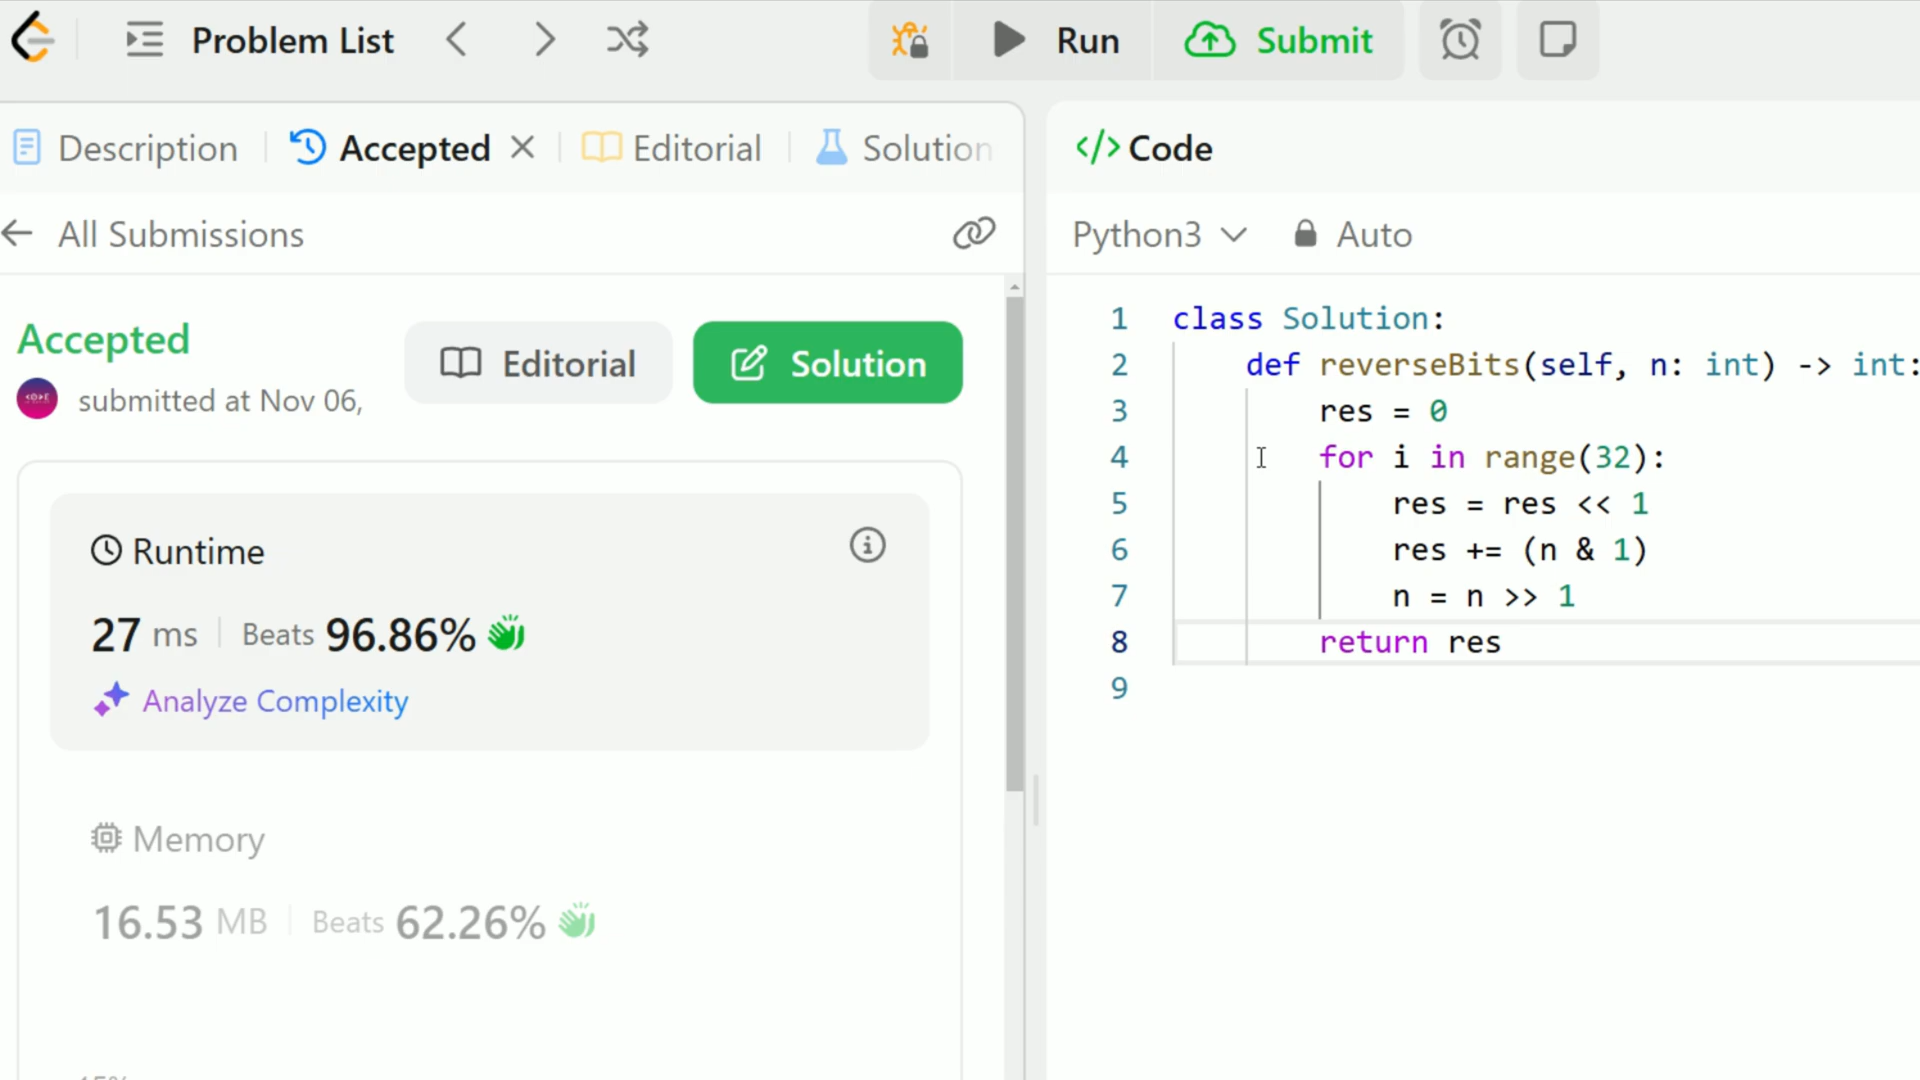 Problem List
Run
Submit
Description
Accepted
Editorial
Solution
All Submissions
Accepted
submitted at Nov 06,
Editorial
Solution
Runtime
27 ms
Beats 96.86%
Analyze Complexity
Memory
16.53 MB
Beats 62.26%
</> Code
Python3
Auto
1 class Solution:
2 def reverseBits(self, n: int) -> int:
3 res = 0
4 for i in range(32):
5 res = res << 1
6 res += (n & 1)
7 n = n >> 1
8 return res
9